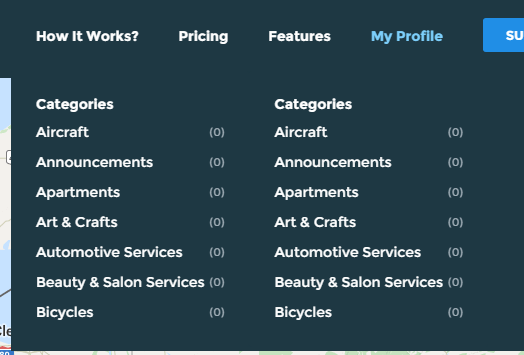 How It Works? Pricing Features My Profile SU
Categories Categories
Aircraft (0) Aircraft (0)
Announcements (0) Announcements (0)
Apartments (0) Apartments (0)
Art & Crafts (0) Art & Crafts (0)
Automotive Services (0) Automotive Services (0)
Beauty & Salon Services (0) Beauty & Salon Services (0)
Bicycles (0) Bicycles (0)
Cle